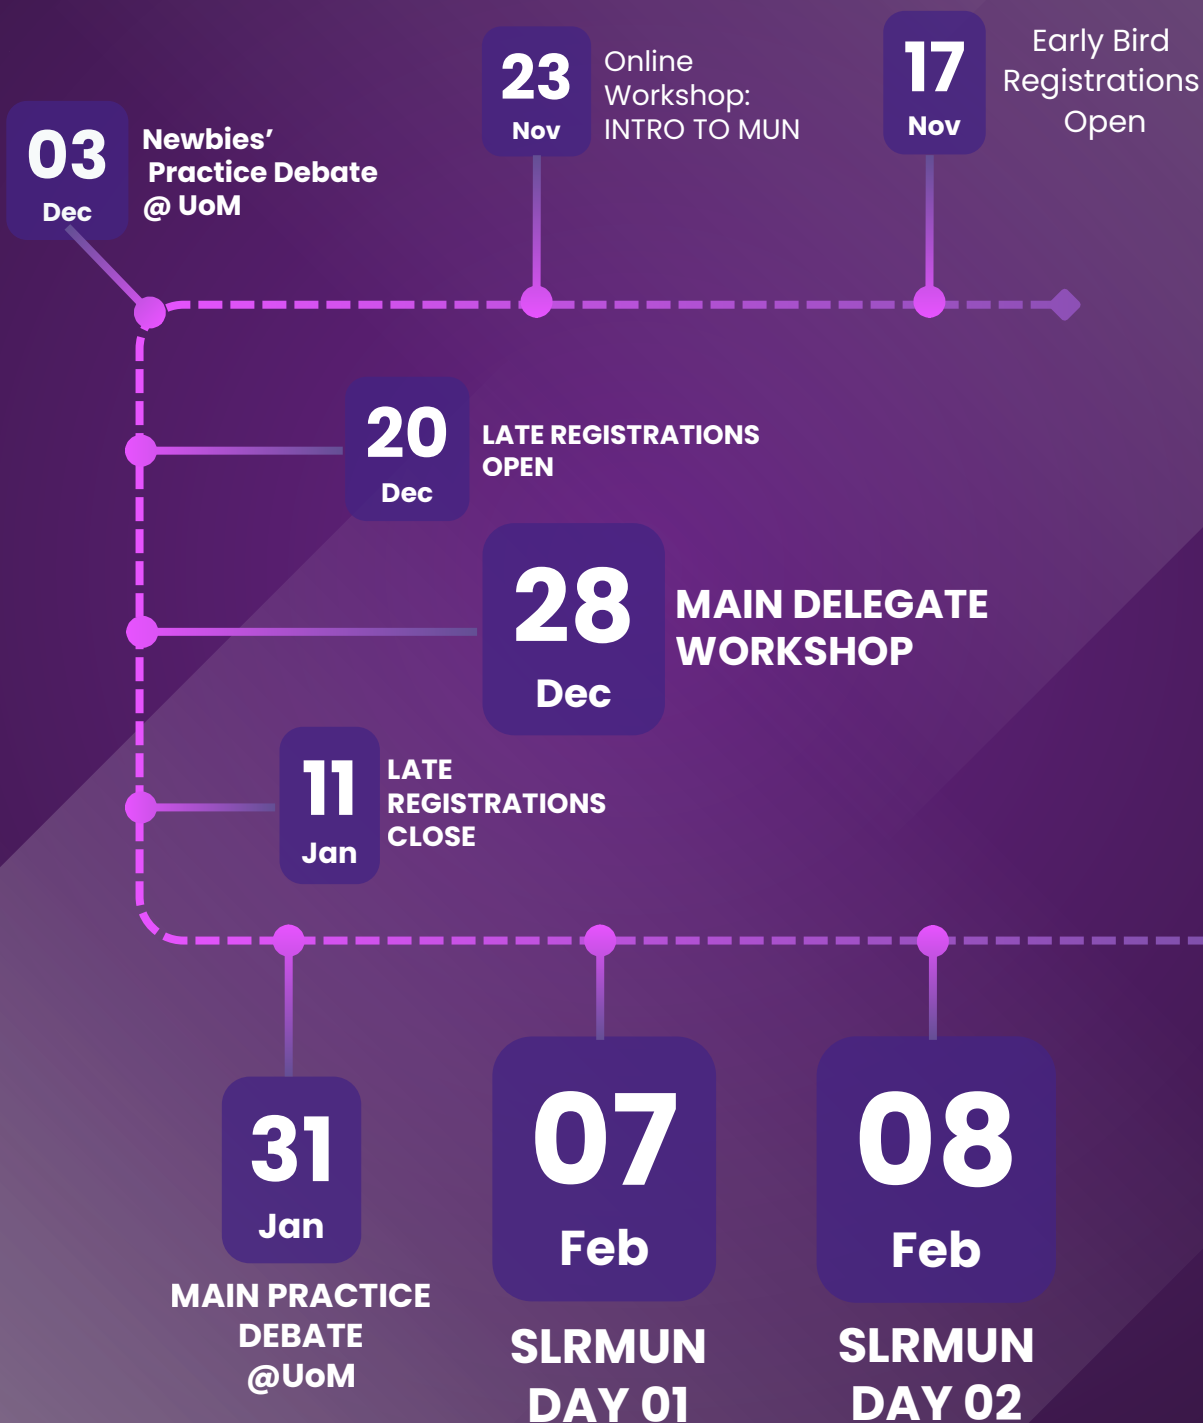 17
Nov
Early Bird
Registrations
Open
23
Nov
Online
Workshop:
INTRO TO MUN
03
Dec
Newbies’
Practice Debate
@ UoM
20
Dec
LATE REGISTRATIONS
OPEN
28
Dec
MAIN DELEGATE
WORKSHOP
11
Jan
LATE
REGISTRATIONS
CLOSE
31
Jan
MAIN PRACTICE
DEBATE
@UoM
07
Feb
SLRMUN
DAY 01
08
Feb
SLRMUN
DAY 02